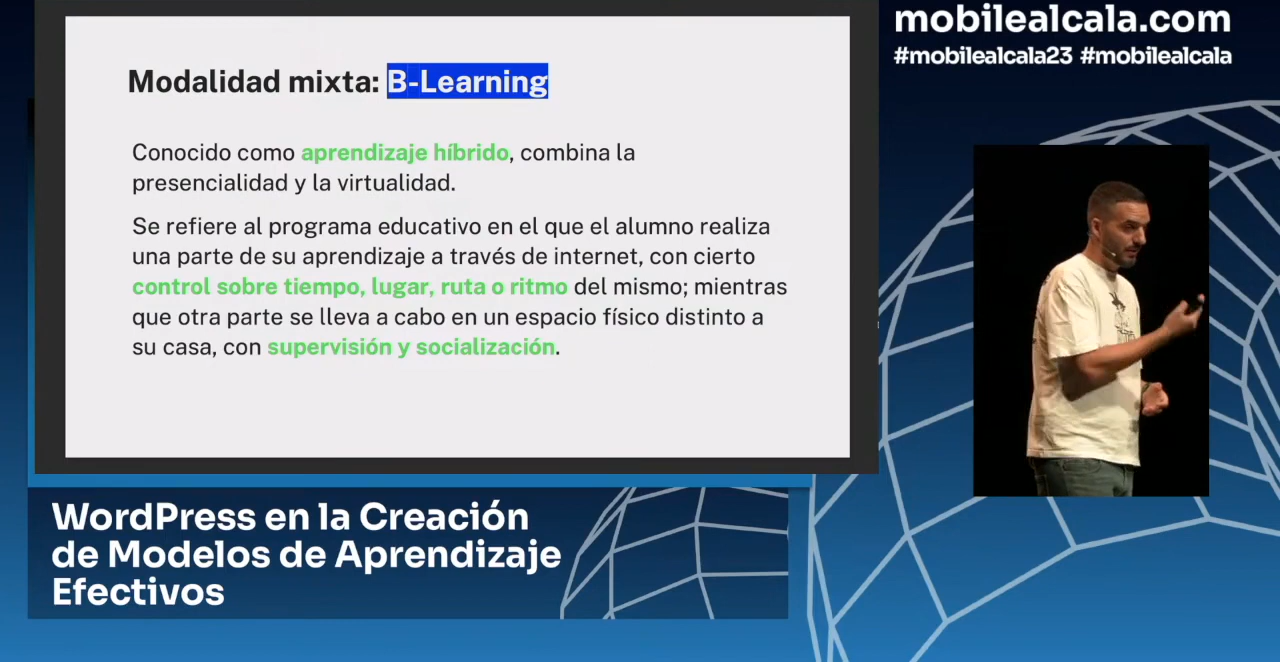 mobilealcala.com
#mobilealcala23 #mobilealcala
Modalidad mixta: B-Learning
Conocido como aprendizaje híbrido, combina la
presencialidad y la virtualidad.
Se refiere al programa educativo en el que el alumno realiza
una parte de su aprendizaje a través de internet, con cierto
control sobre tiempo, lugar, ruta o ritmo del mismo; mientras
que otra parte se lleva a cabo en un espacio físico distinto a
su casa, con supervisión y socialización.
WordPress en la Creación
de Modelos de Aprendizaje
Efectivos